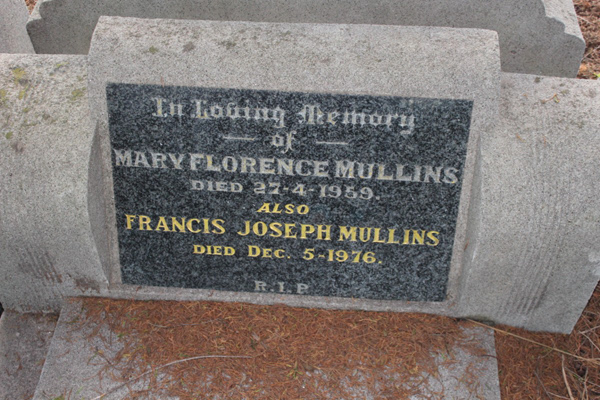 In Loving Memory
of
MARY FLORENCE MULLINS
DIED 27-4-1959.
ALSO
FRANCIS JOSEPH MULLINS
DIED DEC. 5-1976.
R.I.P.